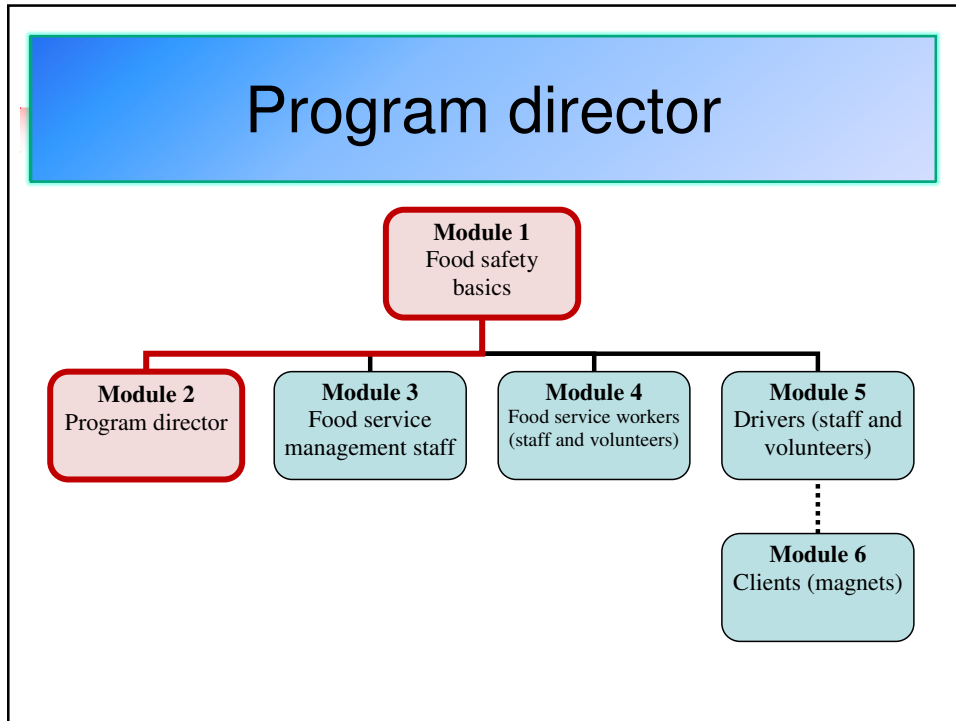 Program director
Module 1
Food safety
basics
Module 2
Program director
Module 3
Food service
management staff
Module 4
Food service workers
(staff and volunteers)
Module 5
Drivers (staff and
volunteers)
Module 6
Clients (magnets)